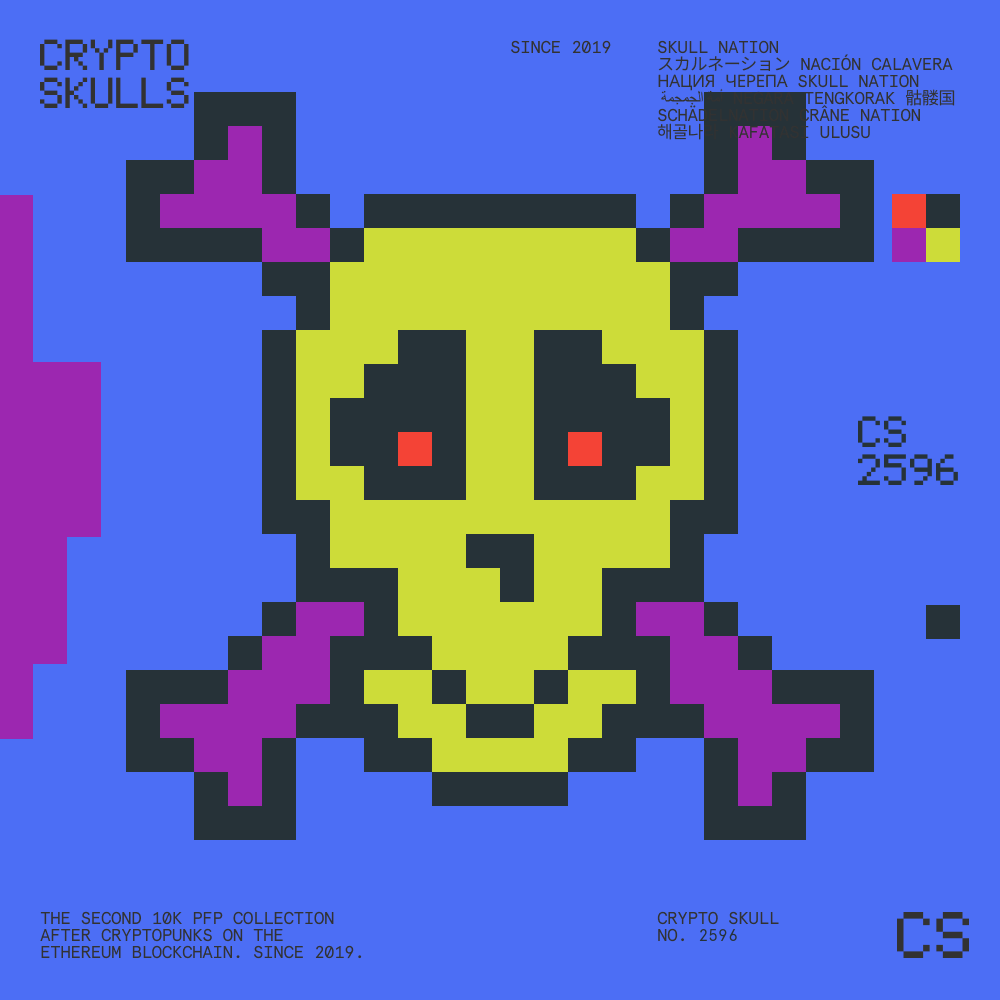 CRYPTO
SKULLS
SINCE 2019
SKULL NATION
スカルネーション NACIÓN CALAVERA
НАЦИЯ ЧЕРЕПА SKULL NATION
الجمجمة TENGKORAK 骷髅国
CRÂNE NATION
ULUSU
CS
2596
THE SECOND 10K PFP COLLECTION
AFTER CRYPTOPUNKS ON THE
ETHEREUM BLOCKCHAIN. SINCE 2019.
CRYPTO SKULL
NO. 2596
CS